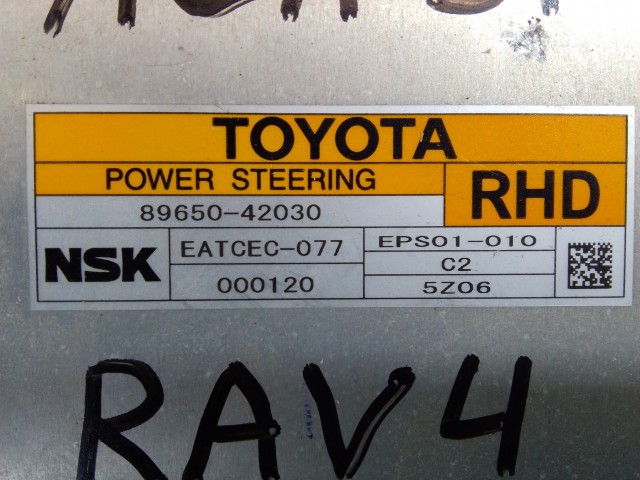 TOYOTA
POWER STEERING
RHD
89650-42030
NSK
EATCEC-077
EPS01-010
C2
000120
5Z06
RAV4